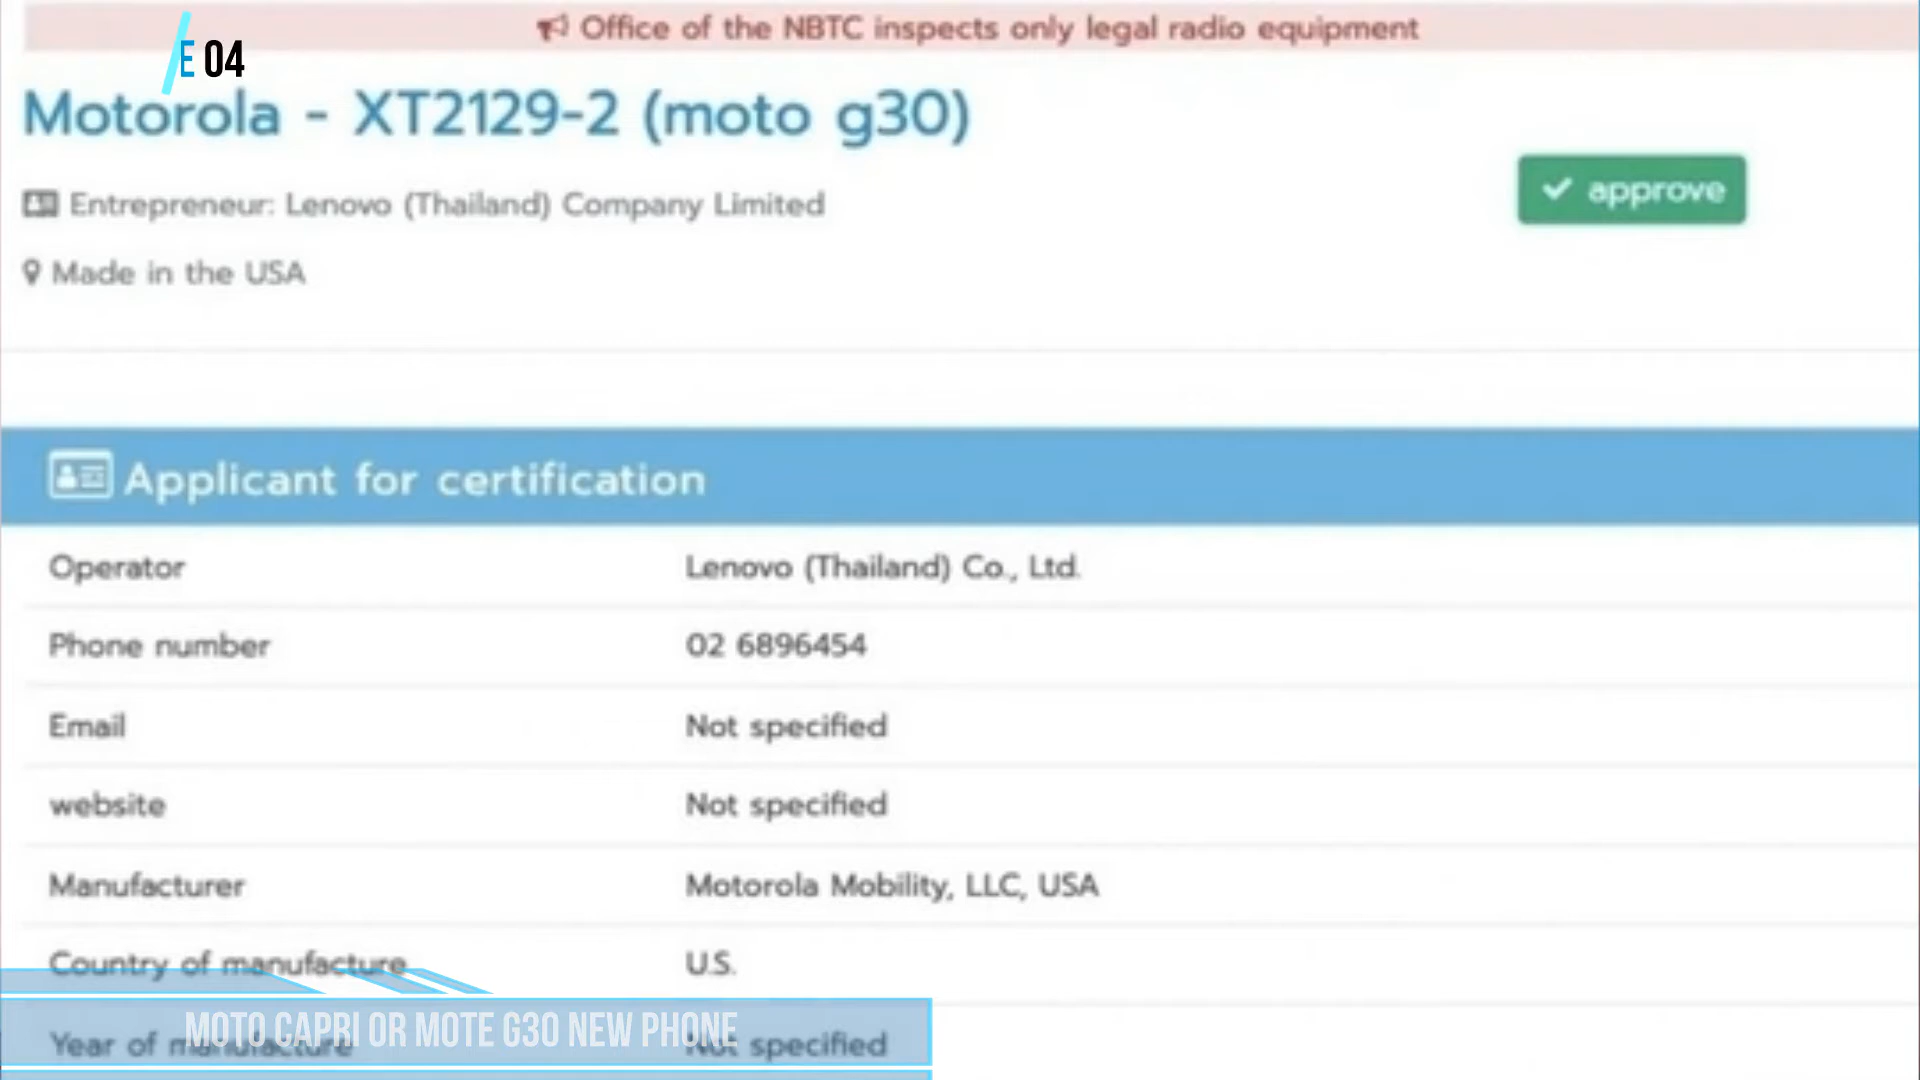 Office of the NBTC inspects only legal radio equipment
E 04
Motorola - XT2129-2 (moto g30)
approve
Entrepreneur: Lenovo (Thailand) Company Limited
Made in the USA
Applicant for certification
Operator Lenovo (Thailand) Co., Ltd.
Phone number 02 6896454
Email Not specified
website Not specified
Manufacturer Motorola Mobility, LLC, USA
Country of manufacture U.S.
Year of manufacture Not specified
MOTO CAPRI OR MOTE G30 NEW PHONE